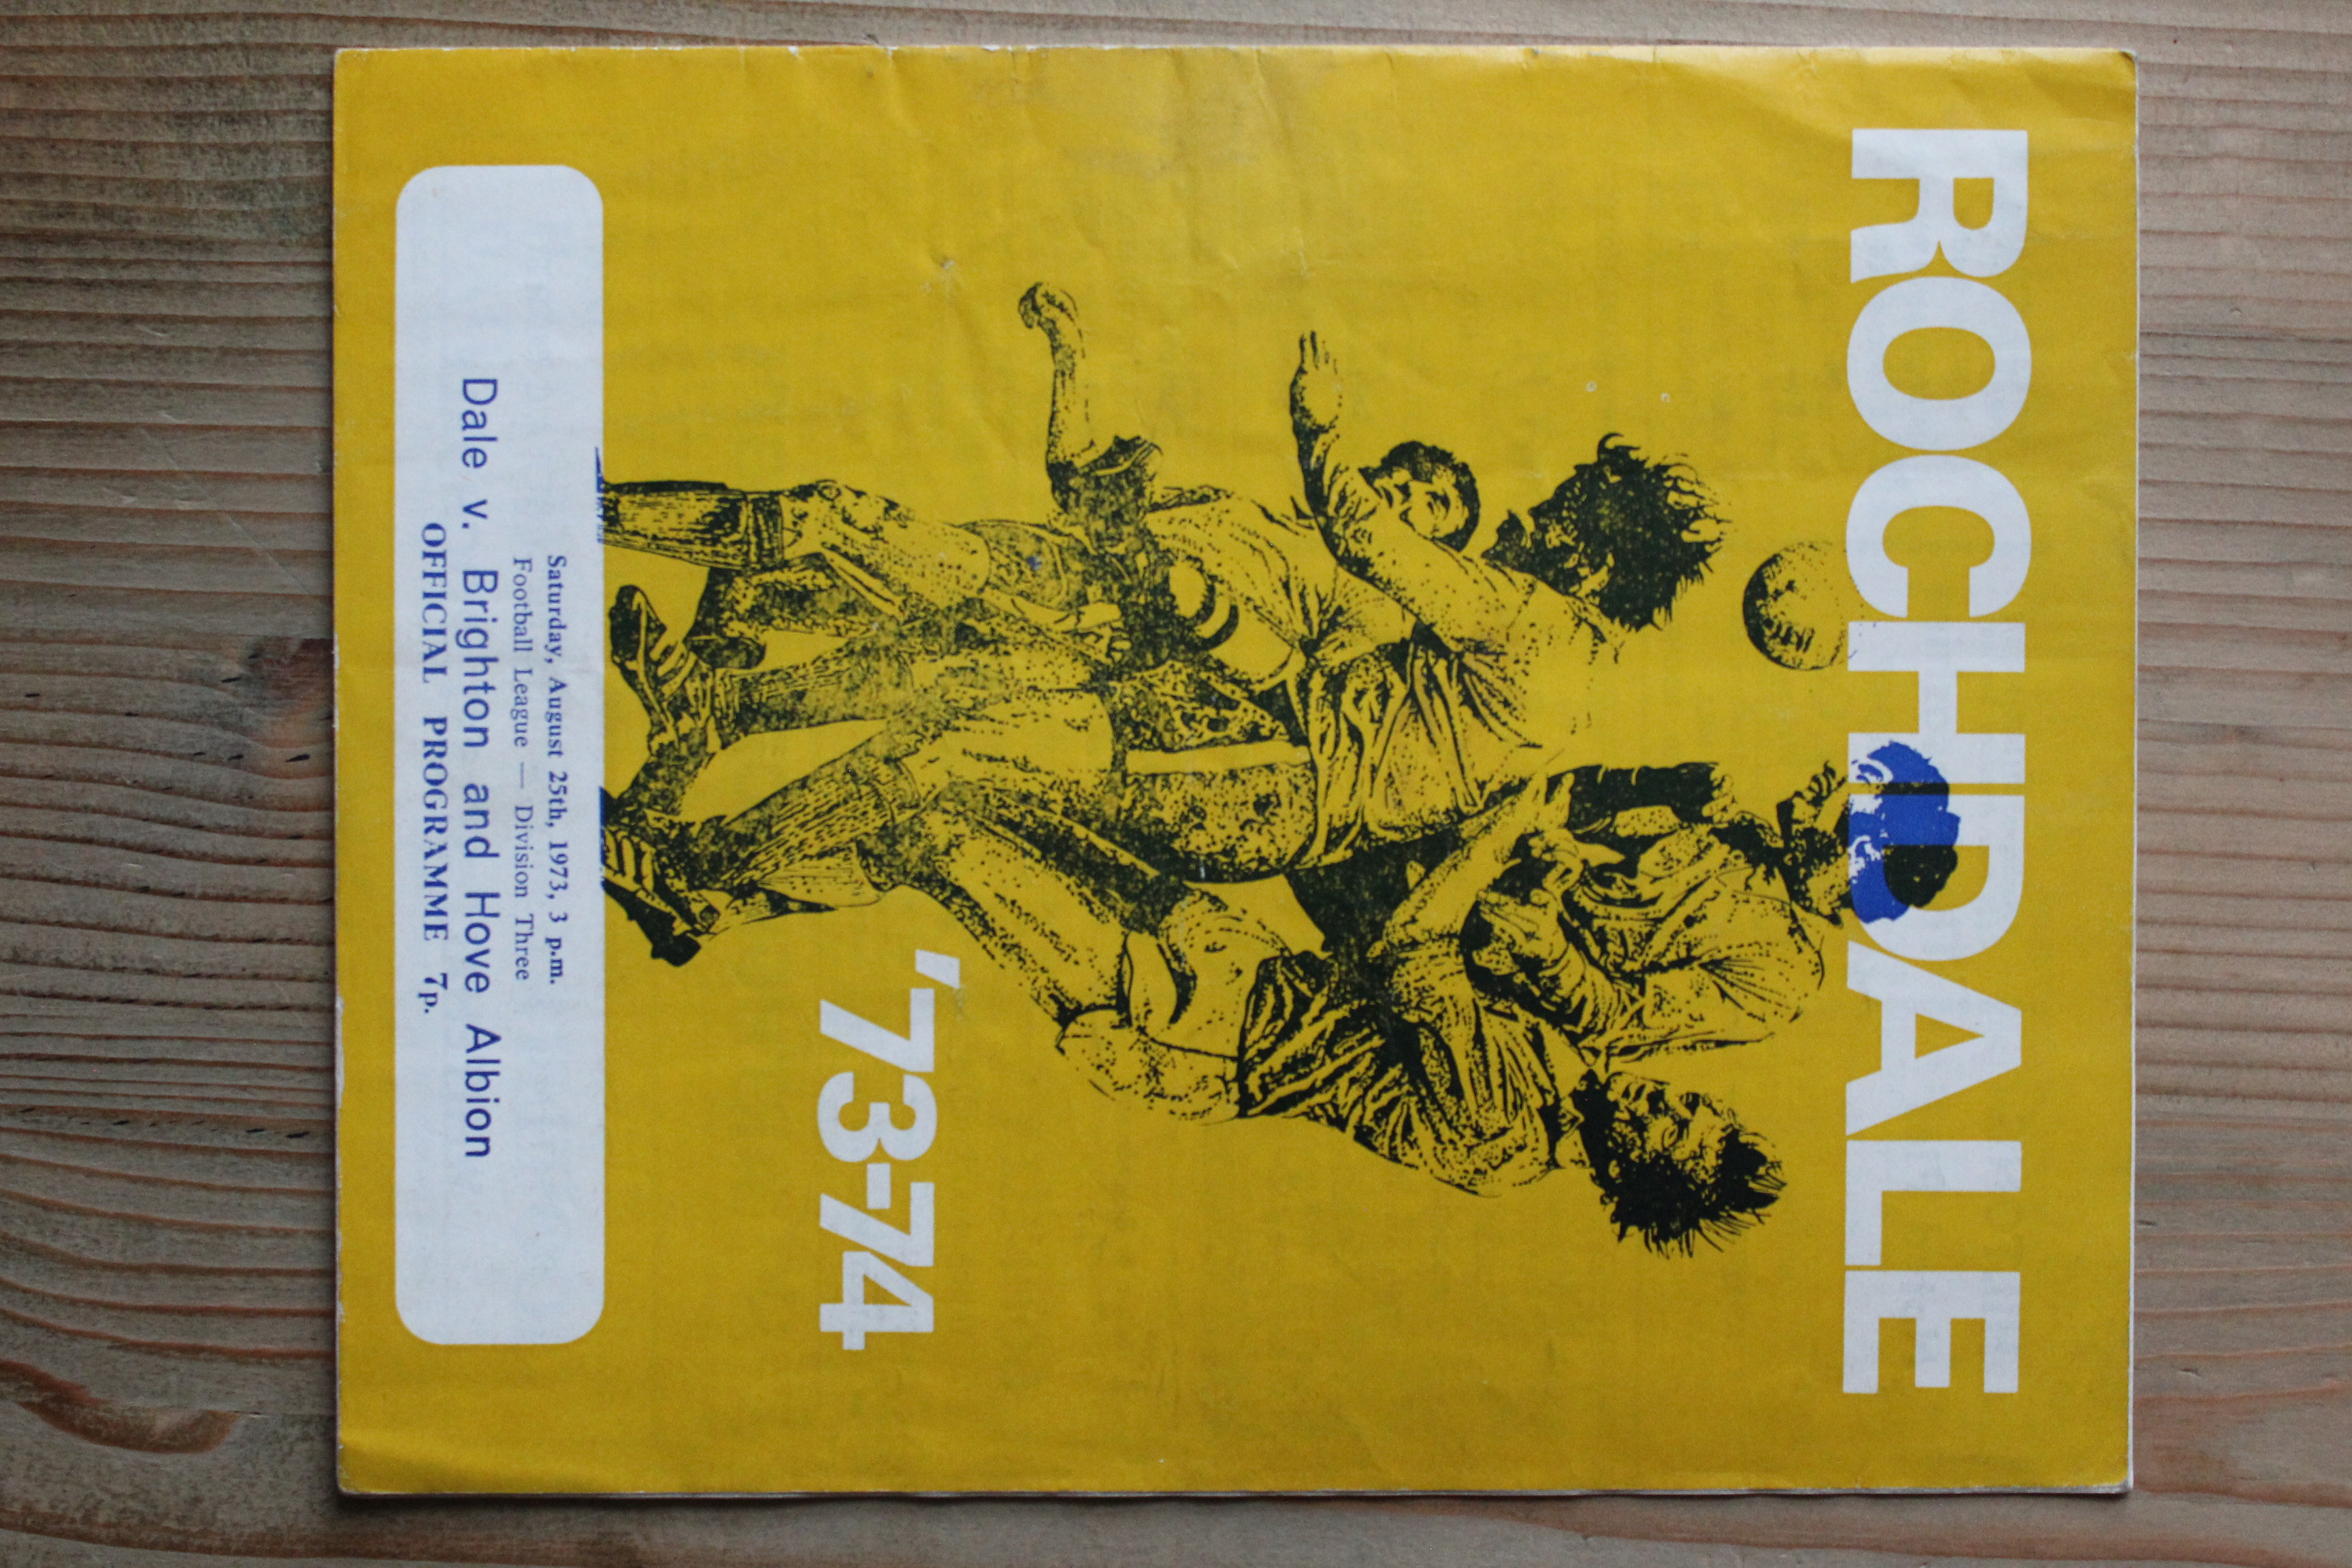 ROCHDALE
'73-74
Saturday, August 25th, 1973, 3 p.m.
Football League — Division Three
Dale v. Brighton and Hove Albion
OFFICIAL PROGRAMME 7p.